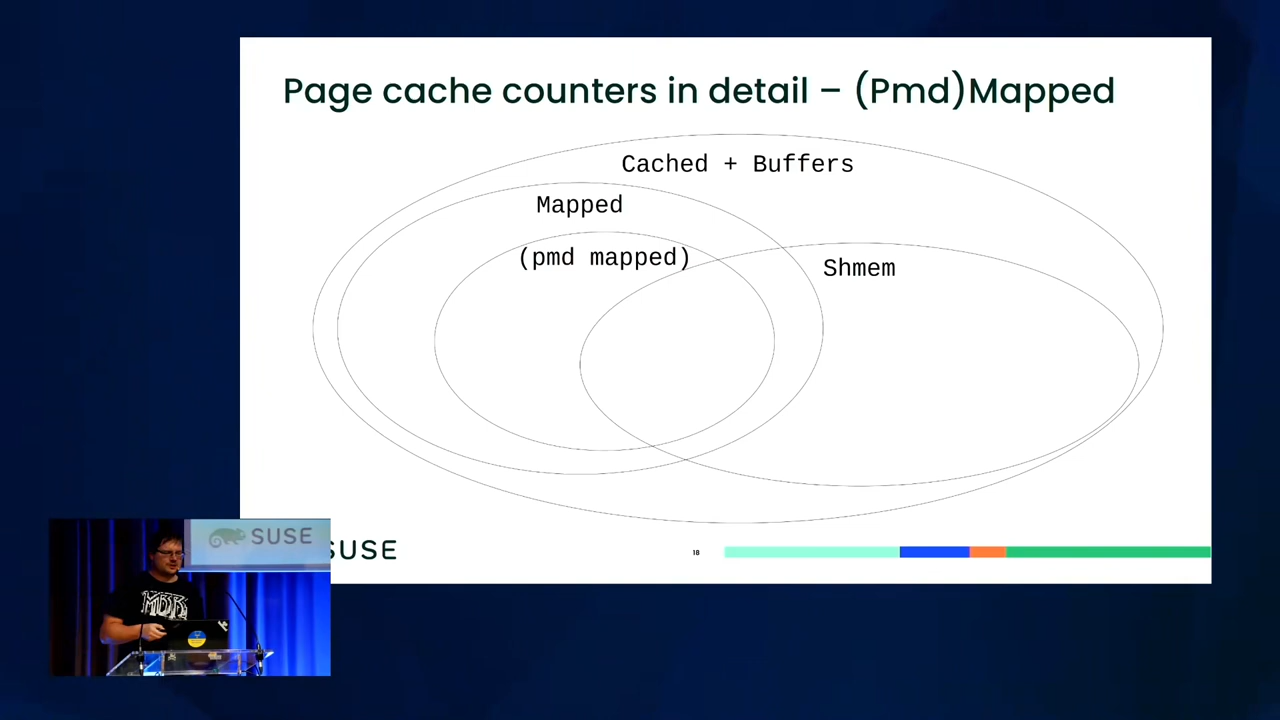 Page cache counters in detail – (Pmd)Mapped
Cached + Buffers
Mapped
(pmd mapped)
Shmem
SUSE
SUSE
18